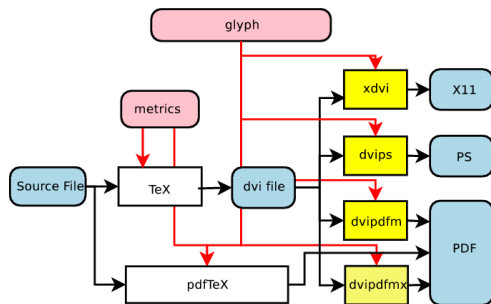 glyph
xdvi
X11
metrics
dvips
PS
Source File
TeX
dvi file
dvipdfm
PDF
pdfTeX
dvipdfmx